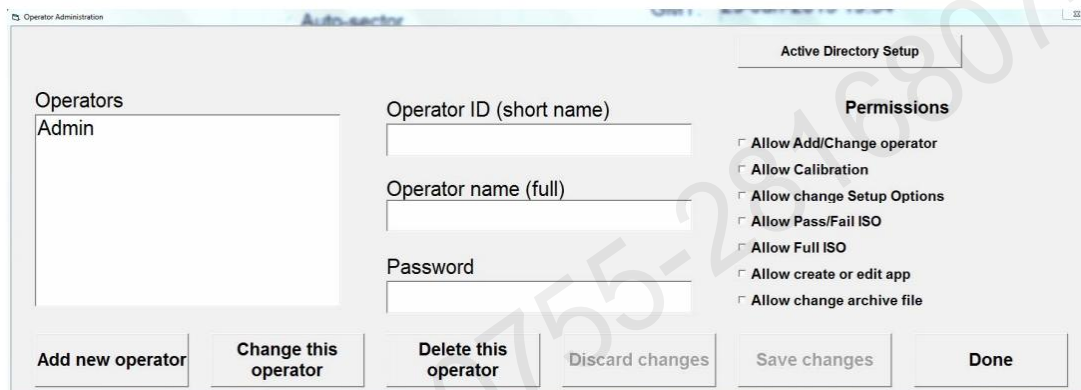 Operator Administration
Auto-sector
Active Directory Setup
Operators
Admin
Operator ID (short name)
Operator name (full)
Password
Permissions
Allow Add/Change operator
Allow Calibration
Allow change Setup Options
Allow Pass/Fail ISO
Allow Full ISO
Allow create or edit app
Allow change archive file
Add new operator
Change this
operator
Delete this
operator
Discard changes
Save changes
Done